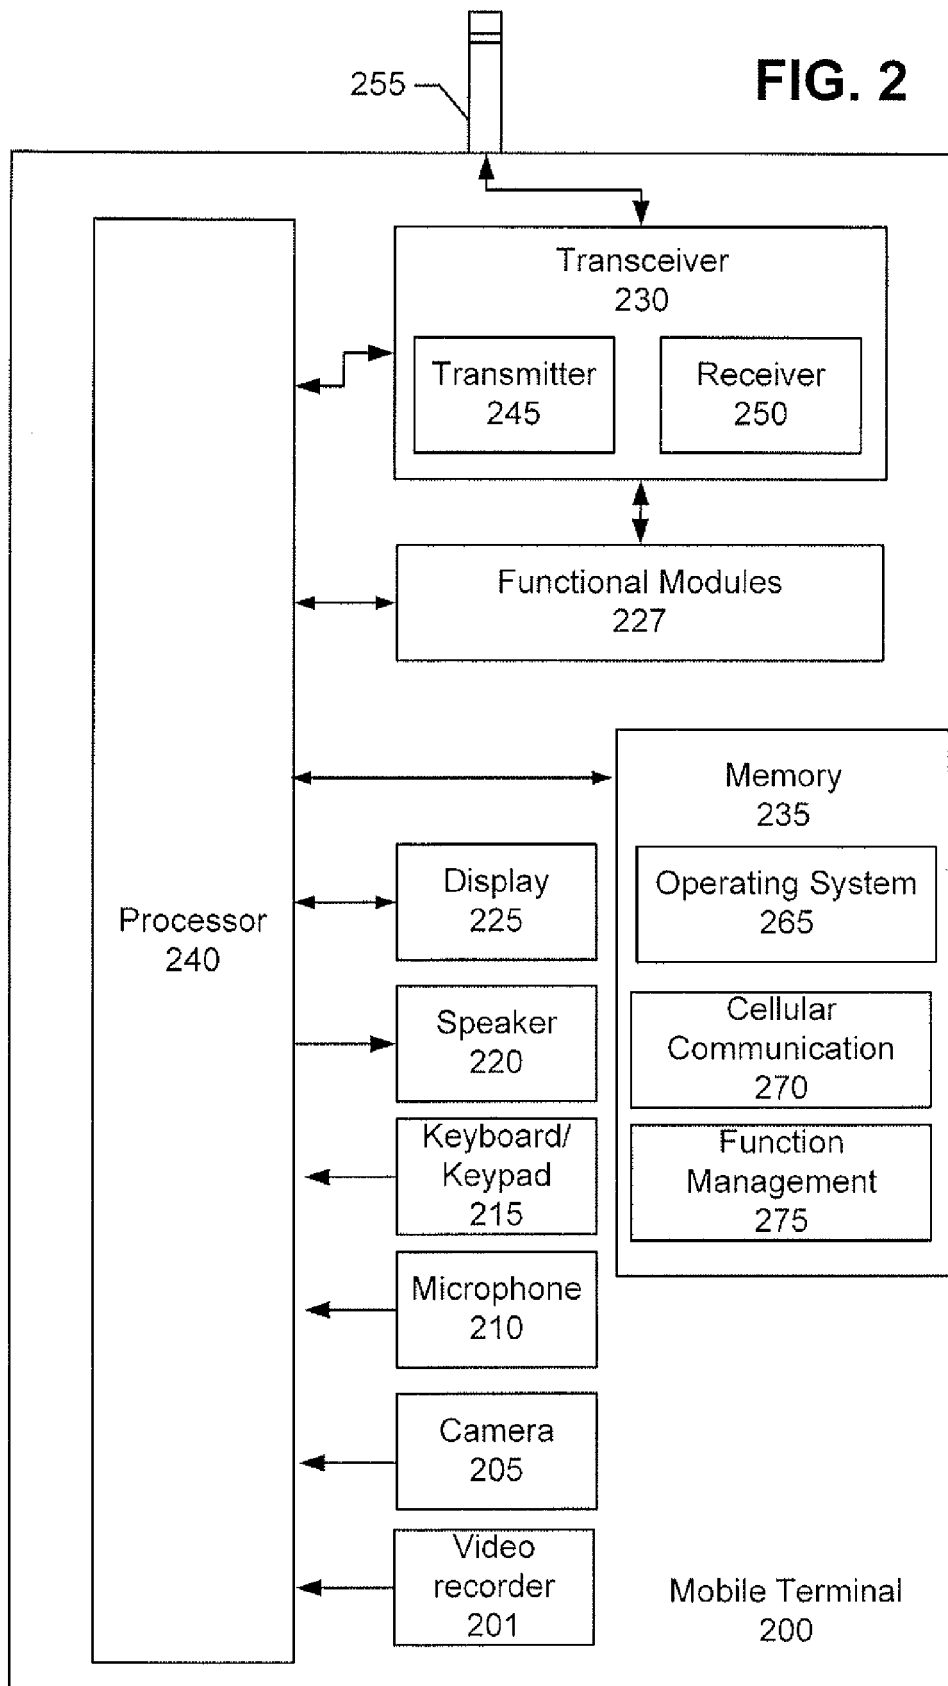 FIG. 2
255
Transceiver
230
Transmitter
245
Receiver
250
Functional Modules
227
Memory
235
Operating System
265
Cellular
Communication
270
Function
Management
275
Processor
240
Display
225
Speaker
220
Keyboard/
Keypad
215
Microphone
210
Camera
205
Video
recorder
201
Mobile Terminal
200